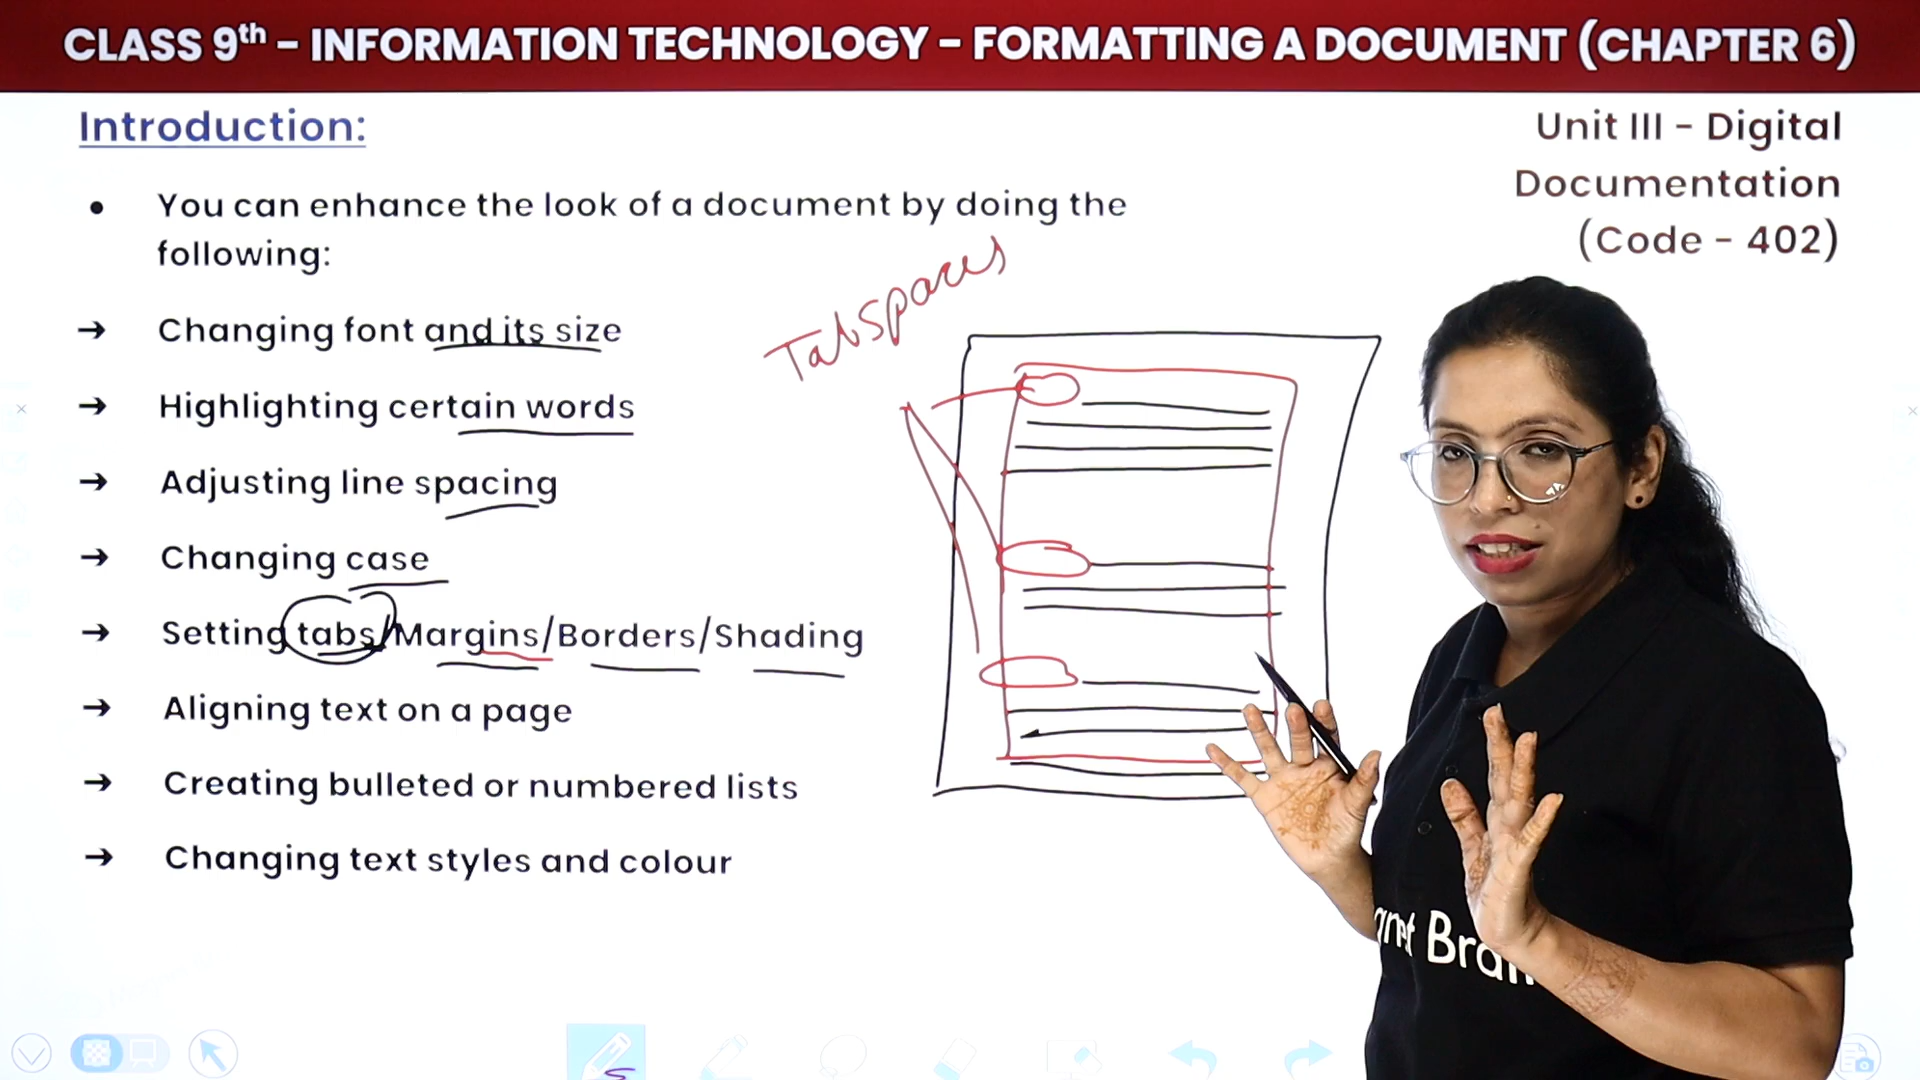 CLASS 9th – INFORMATION TECHNOLOGY – FORMATTING A DOCUMENT (CHAPTER 6)
Introduction:
Unit III – Digital
Documentation
(Code – 402)
● You can enhance the look of a document by doing the
following:
Tabspaces
→ Changing font and its size
→ Highlighting certain words
→ Adjusting line spacing
→ Changing case
→ Setting tabs/Margins/Borders/Shading
→ Aligning text on a page
→ Creating bulleted or numbered lists
→ Changing text styles and colour